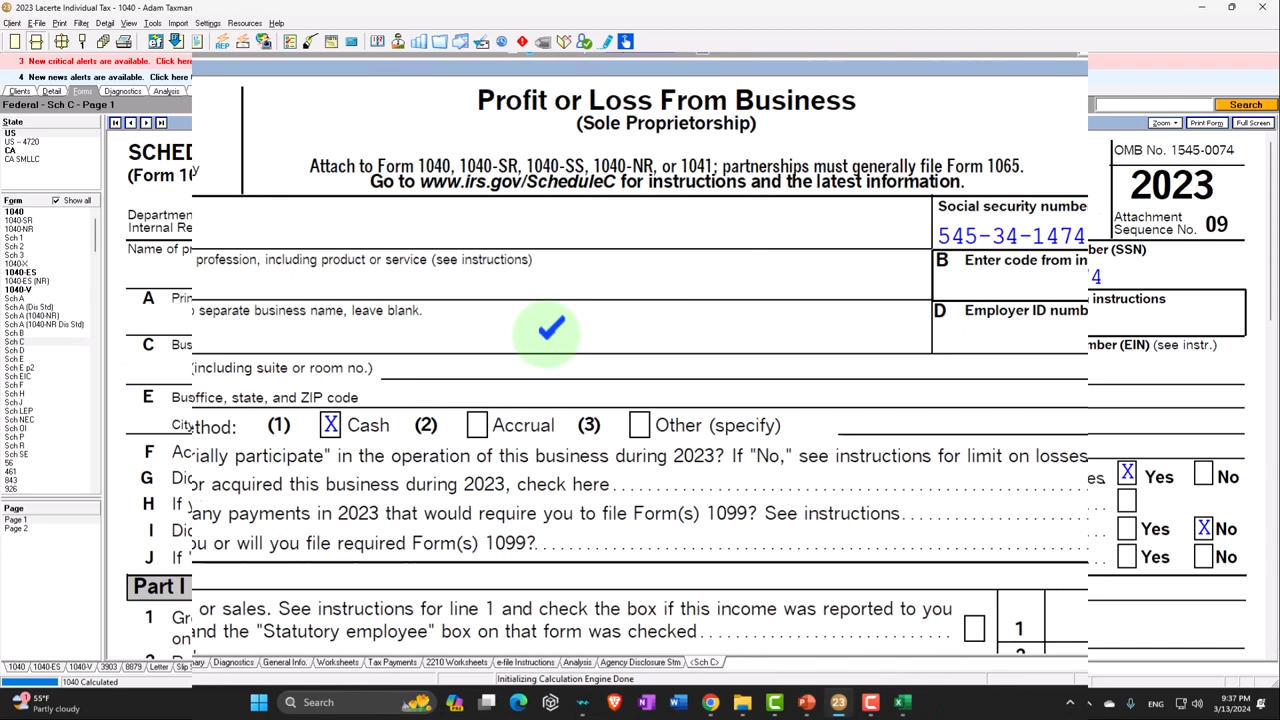 2023 Lacerte Individual Tax - 1040 - Adam Taxman
Client E-File Print Filter Detail View Tools Import Settings Resources Help
3 New critical alerts are available. Click here
4 New news alerts are available. Click here
Clients Detail Forms Diagnostics Analysis
Federal - Sch C - Page 1
Search
State
US
US - 4720
CA
CA SMLLC
Form Show all
1040
1040-SR
1040-NR
Sch 1
Sch 2
Sch 3
1040-X
1040-ES
1040-ES (NR)
1040-V
Sch A
Sch A (Dis Std)
Sch A (1040-NR)
Sch A (1040-NR Dis Std)
Sch B
Sch C
Sch D
Sch E
Sch E p2
Sch EIC
Sch F
Sch H
Sch J
Sch LEP
Sch NEC
Sch OI
Sch P
Sch R
Sch SE
56
461
843
926
Page
Page 1
Page 2
Zoom Print Form Full Screen
SCHED
(Form 1
Department
Internal Re
Name of pr
A Prin
C Bus
E Bu
City
F Ac
G Did
H If y
I Did
J If "
Part I
1 Gr
on
Profit or Loss From Business
(Sole Proprietorship)
Attach to Form 1040, 1040-SR, 1040-SS, 1040-NR, or 1041; partnerships must generally file Form 1065.
Go to www.irs.gov/ScheduleC for instructions and the latest information.
OMB No. 1545-0074
2023
Attachment
Sequence No. 09
Social security numbe
545-34-1474
mber (SSN)
profession, including product or service (see instructions)
B Enter code from in
instructions
separate business name, leave blank.
D Employer ID numb
mber (EIN) (see instr.)
(including suite or room no.)
office, state, and ZIP code
thod: (1) X Cash (2) Accrual (3) Other (specify)
ially participate" in the operation of this business during 2023? If "No," see instructions for limit on losses
es. X Yes No
or acquired this business during 2023, check here
any payments in 2023 that would require you to file Form(s) 1099? See instructions
Yes X No
ou or will you file required Form(s) 1099?
Yes No
or sales. See instructions for line 1 and check the box if this income was reported to you
and the "Statutory employee" box on that form was checked
1
1040 1040-ES 1040-V 3903 8879 Letter Slip
Diagnostics General Info. Worksheets Tax Payments 2210 Worksheets e-file Instructions Analysis Agency Disclosure Stm <Sch C>
1040 Calculated
Initializing Calculation Engine Done
55°F
Partly cloudy
Search
23
ENG
9:37 PM
3/13/2024